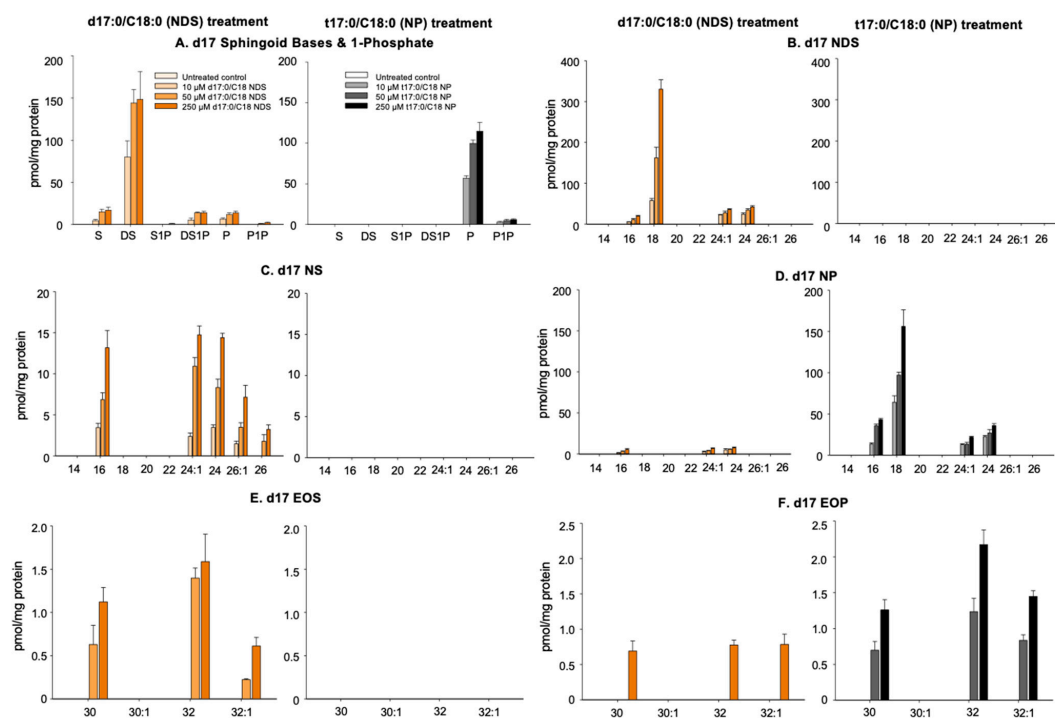 d17:0/C18:0 (NDS) treatment
t17:0/C18:0 (NP) treatment
d17:0/C18:0 (NDS) treatment
t17:0/C18:0 (NP) treatment
A. d17 Sphingoid Bases & 1-Phosphate
pmol/mg protein
200
150
100
50
0
Untreated control
10 µM d17:0/C18 NDS
50 µM d17:0/C18 NDS
250 µM d17:0/C18 NDS
S DS S1P DS1P P P1P
200
150
100
50
0
Untreated control
10 µM t17:0/C18 NP
50 µM t17:0/C18 NP
250 µM t17:0/C18 NP
S DS S1P DS1P P P1P
B. d17 NDS
pmol/mg protein
400
300
200
100
0
14 16 18 20 22 24:1 24 26:1 26
400
300
200
100
0
14 16 18 20 22 24:1 24 26:1 26
C. d17 NS
pmol/mg protein
20
15
10
5
0
14 16 18 20 22 24:1 24 26:1 26
20
15
10
5
0
14 16 18 20 22 24:1 24 26:1 26
D. d17 NP
pmol/mg protein
200
150
100
50
0
14 16 18 20 22 24:1 24 26:1 26
200
150
100
50
0
14 16 18 20 22 24:1 24 26:1 26
E. d17 EOS
pmol/mg protein
2.0
1.5
1.0
0.5
0.0
30 30:1 32 32:1
2.0
1.5
1.0
0.5
0.0
30 30:1 32 32:1
F. d17 EOP
pmol/mg protein
2.5
2.0
1.5
1.0
0.5
0.0
30 30:1 32 32:1
2.5
2.0
1.5
1.0
0.5
0.0
30 30:1 32 32:1